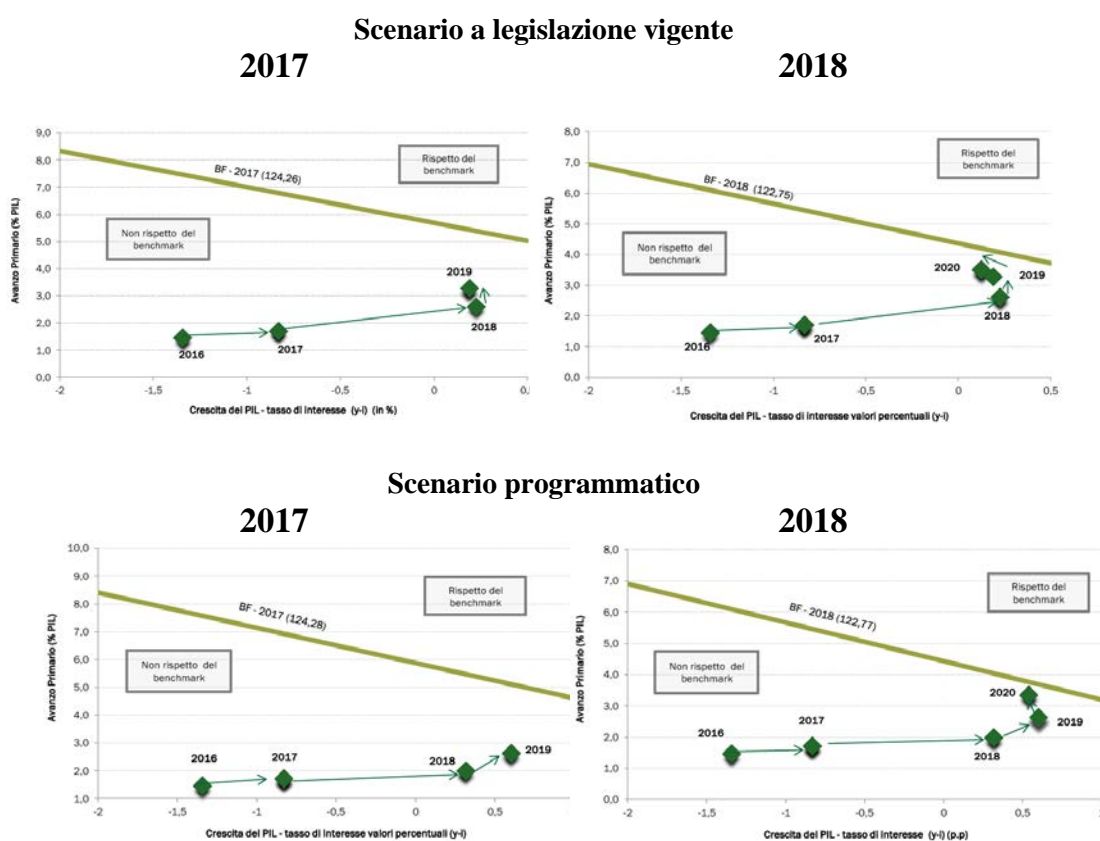 Scenario a legislazione vigente
2017
2018
9,0
8,0
7,0
6,0
5,0
4,0
3,0
2,0
1,0
0,0
Avanzo Primario (% PIL)
BF - 2017 (124,26)
Rispetto del
benchmark
Non rispetto del
benchmark
2019
2018
2016
2017
-2
-1,5
-1
-0,5
0
0,5
Crescita del PIL - tasso di interesse (y-i) (in %)
8,0
7,0
6,0
5,0
4,0
3,0
2,0
1,0
0,0
Avanzo Primario (% PIL)
BF - 2018 (122,75)
Rispetto del
benchmark
Non rispetto del
benchmark
2020
2019
2018
2016
2017
-2
-1,5
-1
-0,5
0
0,5
Crescita del PIL - tasso di interesse valori percentuali (y-i)
Scenario programmatico
2017
2018
10,0
9,0
8,0
7,0
6,0
5,0
4,0
3,0
2,0
1,0
Avanzo Primario (% PIL)
BF - 2017 (124,28)
Rispetto del
benchmark
Non rispetto del
benchmark
2016
2017
2018
2019
-2
-1,5
-1
-0,5
0
0,5
Crescita del PIL - tasso di interesse valori percentuali (y-i)
8,0
7,0
6,0
5,0
4,0
3,0
2,0
1,0
0,0
Avanzo Primario (% PIL)
BF - 2018 (122,77)
Rispetto del
benchmark
Non rispetto del
benchmark
2020
2019
2016
2017
2018
-2
-1,5
-1
-0,5
0
0,5
1
Crescita del PIL - tasso di interesse (y-i) (p.p)